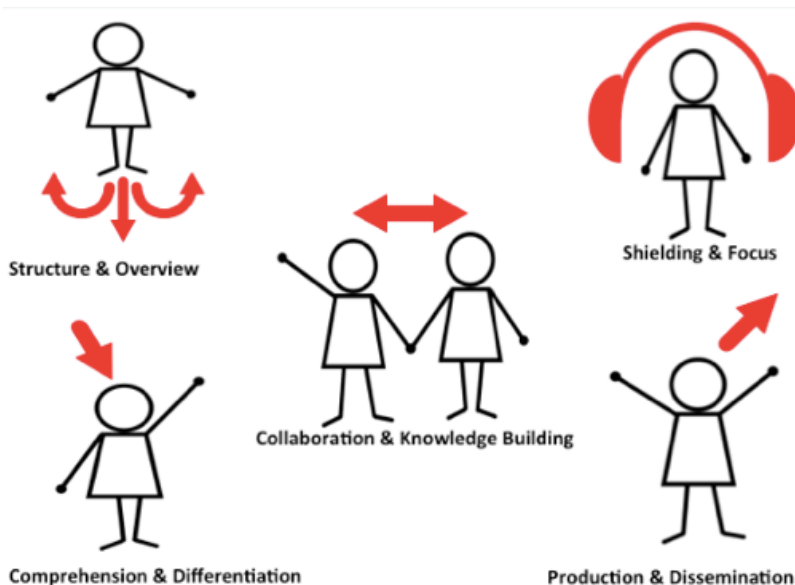 Structure & Overview
Shielding & Focus
Collaboration & Knowledge Building
Comprehension & Differentiation
Production & Dissemination